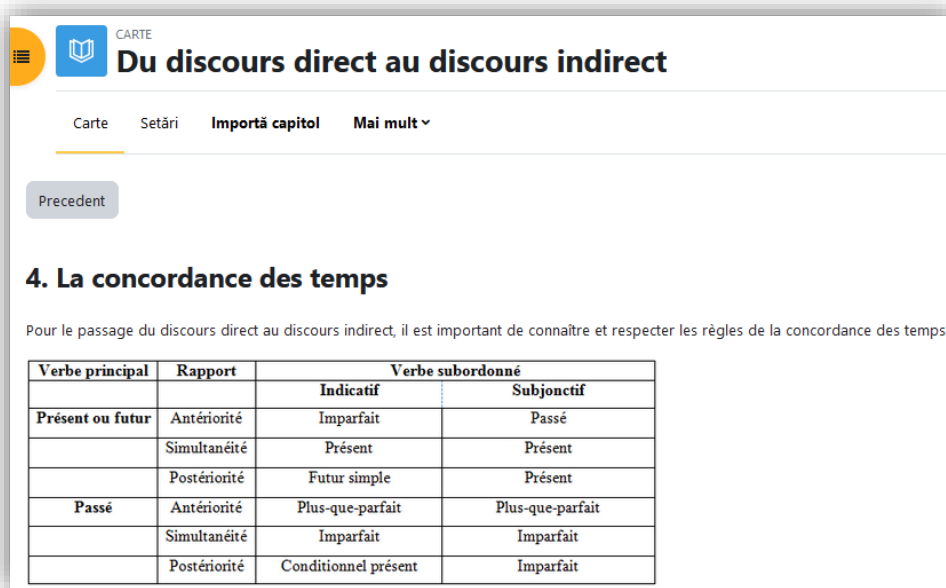 CARTE
Du discours direct au discours indirect
Carte Setări Importă capitol Mai mult
Precedent
4. La concordance des temps
Pour le passage du discours direct au discours indirect, il est important de connaître et respecter les règles de la concordance des temps
Verbe principal Rapport Verbe subordonné
Indicatif Subjonctif
Présent ou futur Antériorité Imparfait Passé
Simultanéité Présent Présent
Postériorité Futur simple Présent
Passé Antériorité Plus-que-parfait Plus-que-parfait
Simultanéité Imparfait Imparfait
Postériorité Conditionnel présent Imparfait